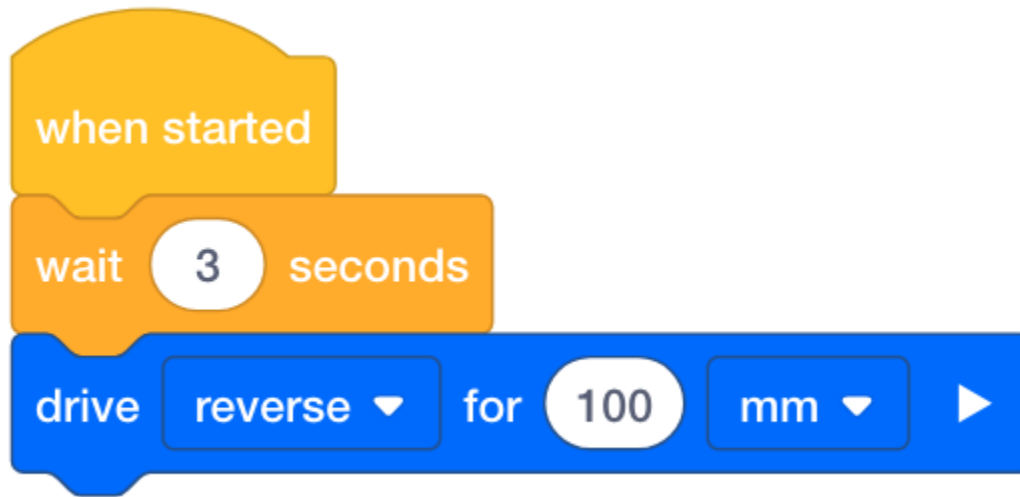 when started
wait 3 seconds
drive reverse for 100 mm